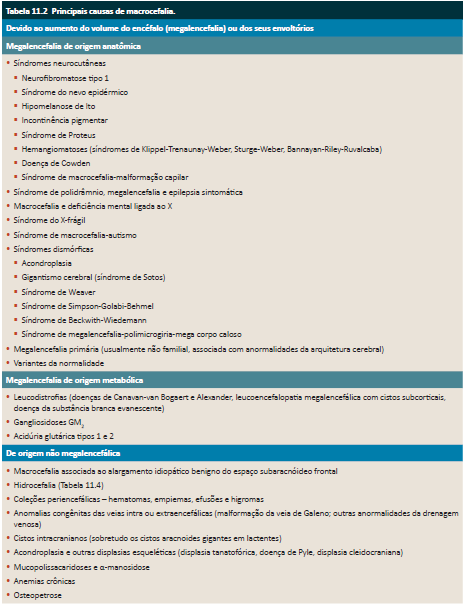 Tabela 11.2 Principais causas de macrocefalia.
Devido ao aumento do volume do encéfalo (megalencefalia) ou dos seus envoltórios
Megalencefalia de origem anatômica
• Síndromes neurocutâneas
▪ Neurofibromatose tipo 1
▪ Síndrome do nevo epidérmico
▪ Hipomelanose de Ito
▪ Incontinência pigmentar
▪ Síndrome de Proteus
▪ Hemangiomatoses (síndromes de Klippel-Trenaunay-Weber, Sturge-Weber, Bannayan-Riley-Ruvalcaba)
▪ Doença de Cowden
▪ Síndrome de macrocefalia-malformação capilar
• Síndrome de polidrâmnio, megalencefalia e epilepsia sintomática
• Macrocefalia e deficiência mental ligada ao X
• Síndrome do X-frágil
• Síndrome de macrocefalia-autismo
• Síndromes dismórficas
▪ Acondroplasia
▪ Gigantismo cerebral (síndrome de Sotos)
▪ Síndrome de Weaver
▪ Síndrome de Simpson-Golabi-Behmel
▪ Síndrome de Beckwith-Wiedemann
▪ Síndrome de megalencefalia-polimicrogiria-mega corpo caloso
• Megalencefalia primária (usualmente não familial, associada com anormalidades da arquitetura cerebral)
• Variantes da normalidade
Megalencefalia de origem metabólica
• Leucodistrofias (doenças de Canavan-van Bogaert e Alexander, leucoencefalopatia megalencefálica com cistos subcorticais,
doença da substância branca evanescente)
• Gangliosidoses GM2
• Acidúria glutárica tipos 1 e 2
De origem não megalencefálica
• Macrocefalia associada ao alargamento idiopático benigno do espaço subaracnóideo frontal
• Hidrocefalia (Tabela 11.4)
• Coleções periencefálicas – hematomas, empiemas, efusões e higromas
• Anomalias congênitas das veias intra ou extraencefálicas (malformação da veia de Galeno; outras anormalidades da drenagem
venosa)
• Cistos intracranianos (sobretudo os cistos aracnoides gigantes em lactentes)
• Acondroplasia e outras displasias esqueléticas (displasia tanatofórica, doença de Pyle, displasia cleidocraniana)
• Mucopolissacaridoses e α-manosidose
• Anemias crônicas
• Osteopetrose